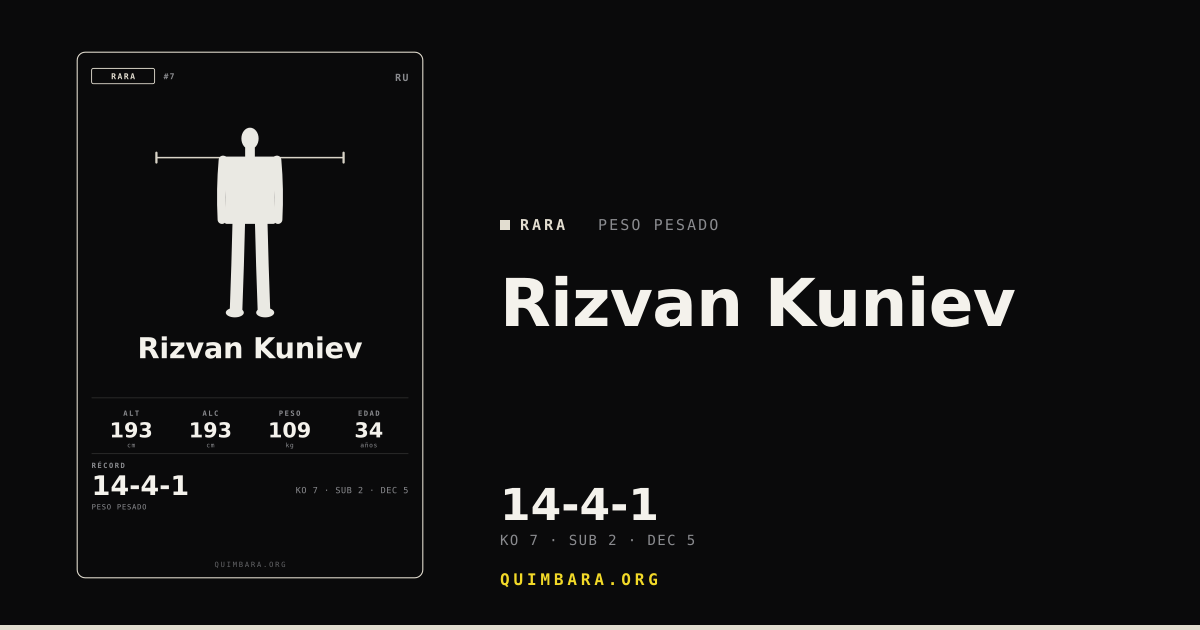 RARA #7 RU
Rizvan Kuniev
ALT ALC PESO EDAD
193 193 109 34
cm cm kg años
RÉCORD
14-4-1 KO 7 · SUB 2 · DEC 5
PESO PESADO
QUIMBARA.ORG
RARA PESO PESADO
Rizvan Kuniev
14-4-1
KO 7 · SUB 2 · DEC 5
QUIMBARA.ORG